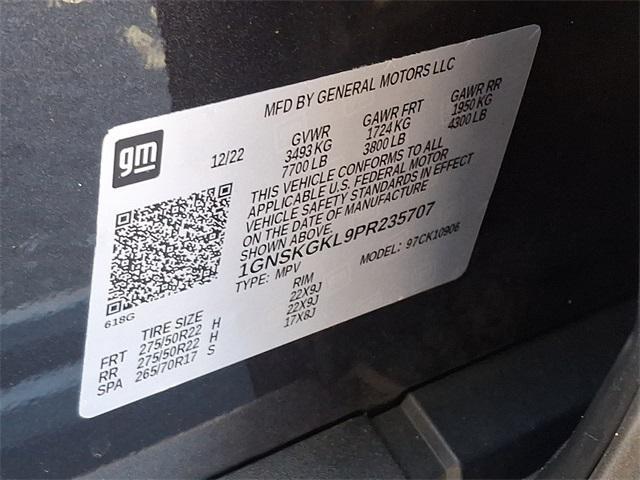 MFD BY GENERAL MOTORS LLC
gm
12/22
GVWR GAWR FRT GAWR RR
3493 KG 1724 KG 1950 KG
7700 LB 3800 LB 4300 LB
THIS VEHICLE CONFORMS TO ALL
APPLICABLE U.S. FEDERAL MOTOR
VEHICLE SAFETY STANDARDS IN EFFECT
ON THE DATE OF MANUFACTURE
SHOWN ABOVE.
1GNSKGKL9PR235707
TYPE: MPV MODEL: 97CK10906
618G
TIRE SIZE RIM
FRT 275/50R22 H 22X9J
RR 275/50R22 H 22X9J
SPA 265/70R17 S 17X8J